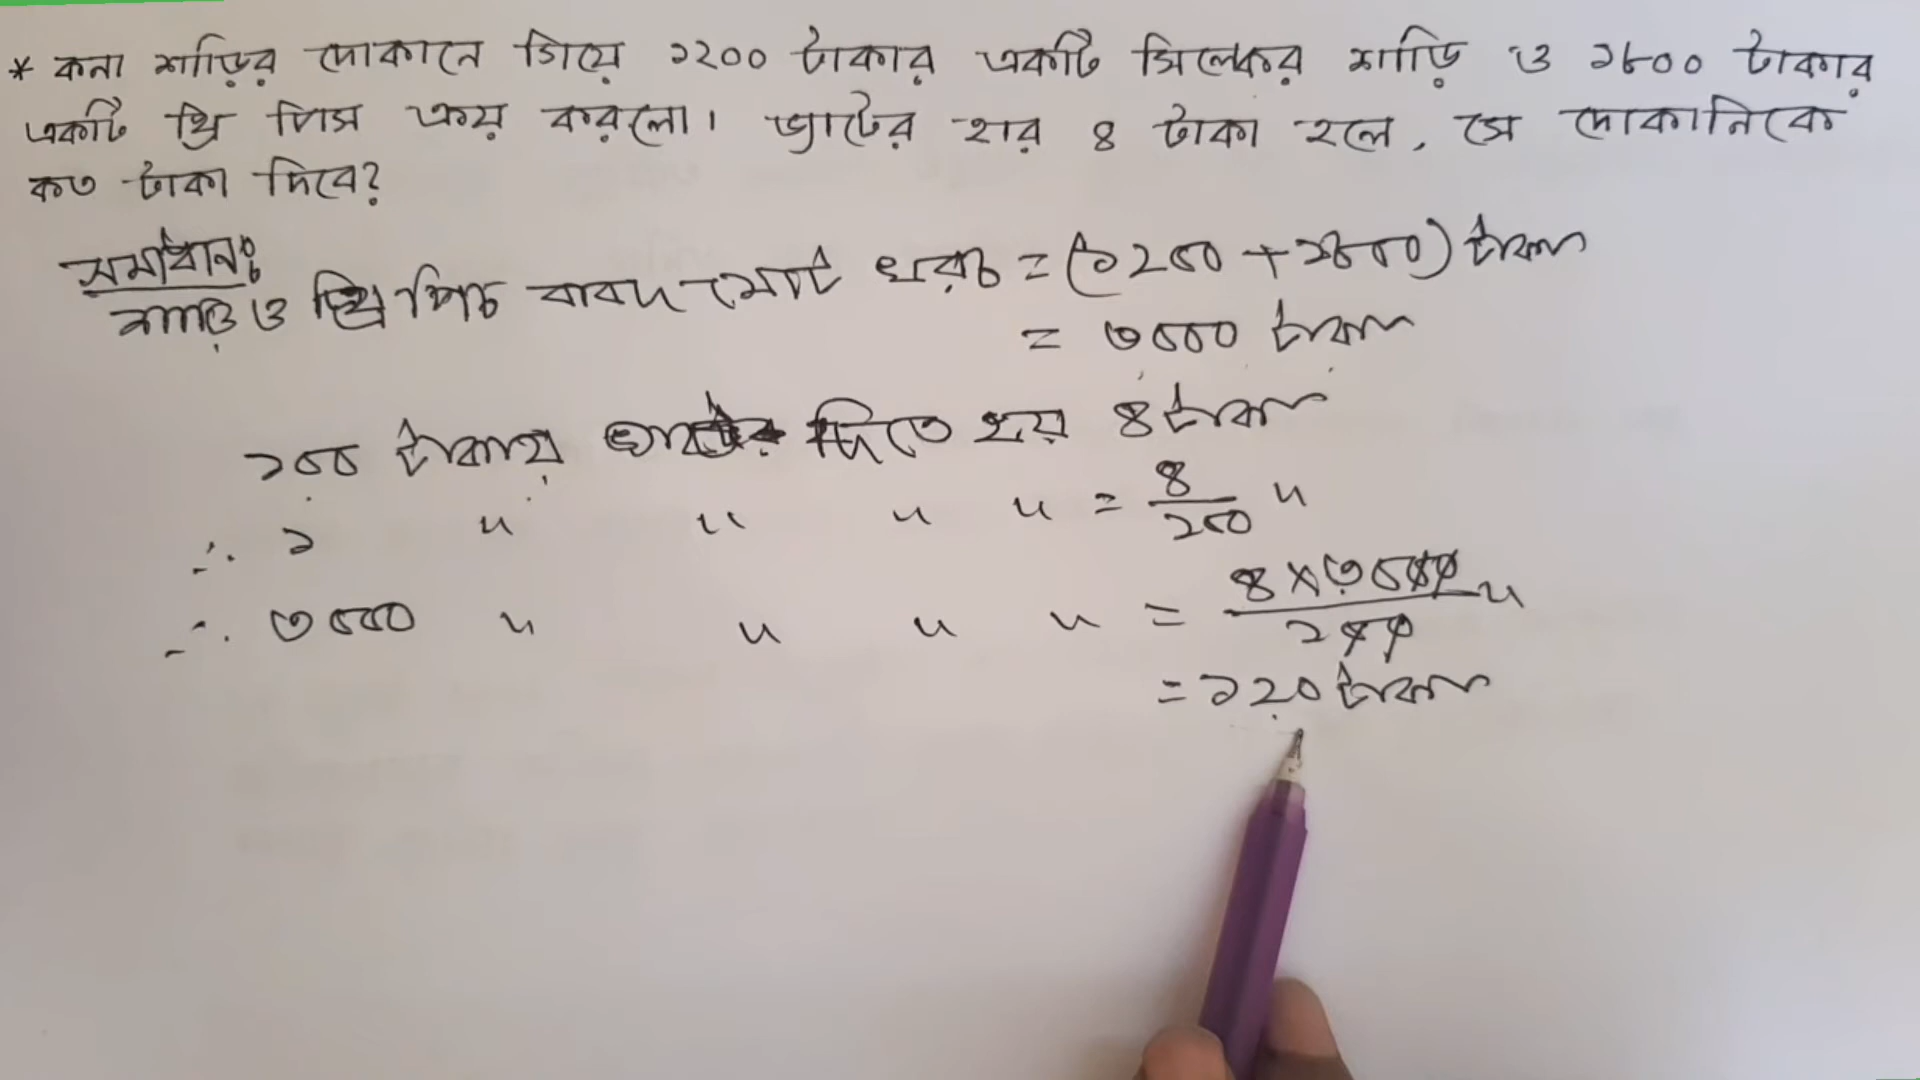 * কনা শাড়ির দোকানে গিয়ে ১২০০ টাকার একটি সিল্কের শাড়ি ও ১৮০০ টাকার
একটি থ্রি পিস ক্রয় করলো। ভ্যাটের হার ৪ টাকা হলে, সে দোকানিকে
কত টাকা দিবে?
সমাধানঃ
শাড়ি ও থ্রি পিচ বাবদ মোট খরচ = (১২০০ + ১৮০০) টাকা
= ৩০০০ টাকা
১০০ টাকায় ভ্যাট দিতে হয় ৪ টাকা
∴ ১ " " " " = ৪/১০০ "
∴ ৩০০০ " " " " = ৪×৩০০০/১০০ "
= ১২০ টাকা